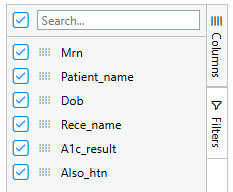 Search...
Mrn
Patient_name
Dob
Rece_name
A1c_result
Also_htn
Columns
Filters